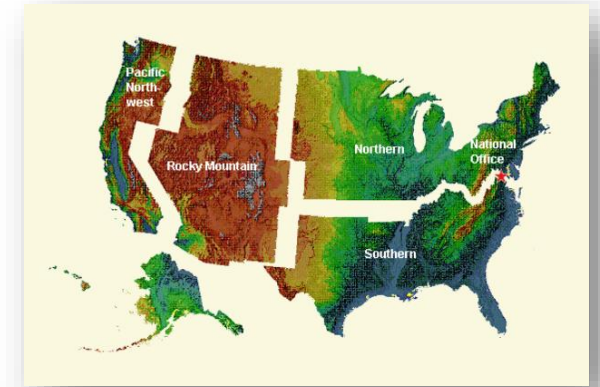 Pacific
North-
west
Rocky Mountain
Northern
National
Office
Southern